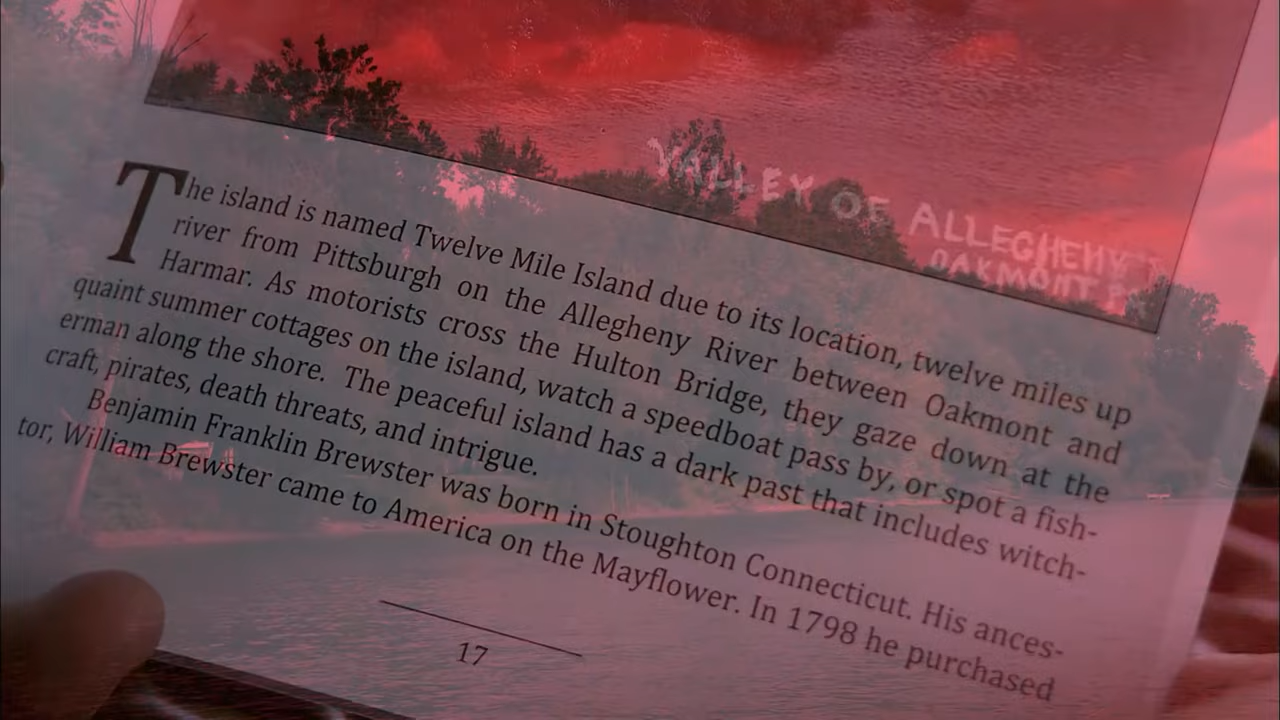 VALLEY OF ALLEGHENY
OAKMONT
The island is named Twelve Mile Island due to its location, twelve miles up
river from Pittsburgh on the Allegheny River between Oakmont and
Harmar. As motorists cross the Hulton Bridge, they gaze down at the
quaint summer cottages on the island, watch a speedboat pass by, or spot a fish-
erman along the shore. The peaceful island has a dark past that includes witch-
craft, pirates, death threats, and intrigue.
Benjamin Franklin Brewster was born in Stoughton Connecticut. His ances-
tor, William Brewster came to America on the Mayflower. In 1798 he purchased
17